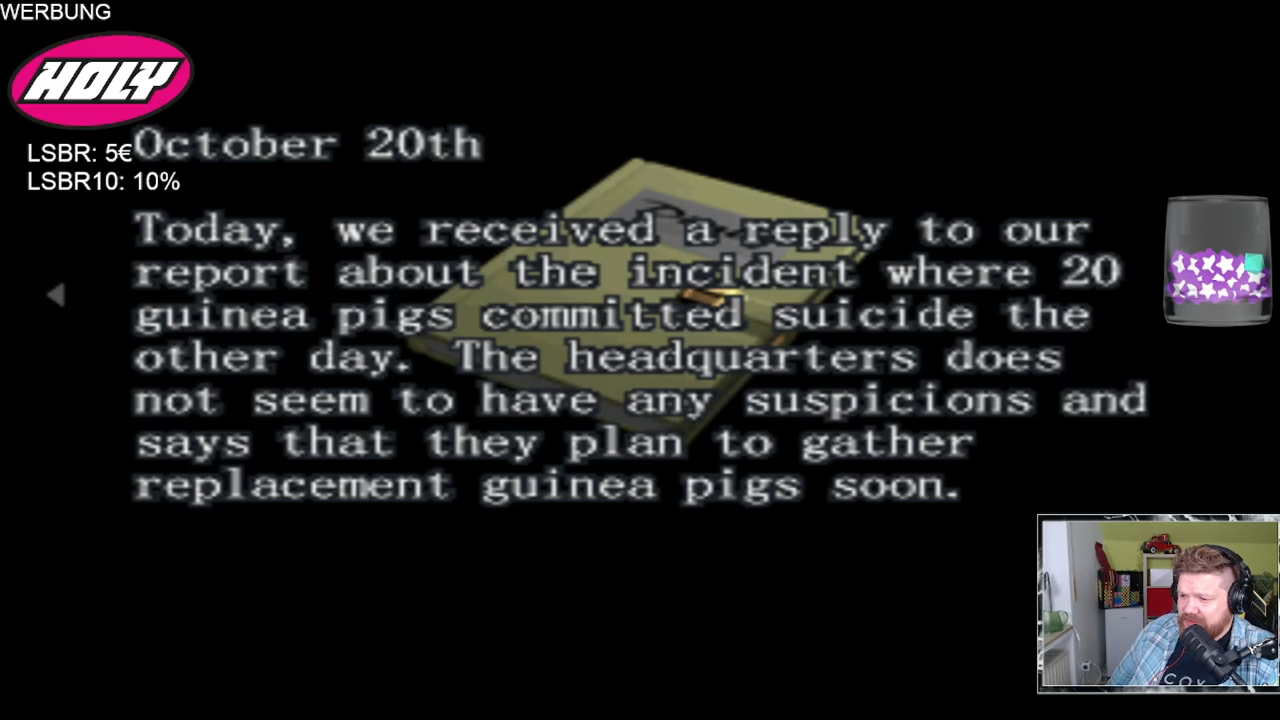 WERBUNG
HOLY
LSBR: 5€
LSBR10: 10%
October 20th
Today, we received a reply to our
report about the incident where 20
guinea pigs committed suicide the
other day. The headquarters does
not seem to have any suspicions and
says that they plan to gather
replacement guinea pigs soon.